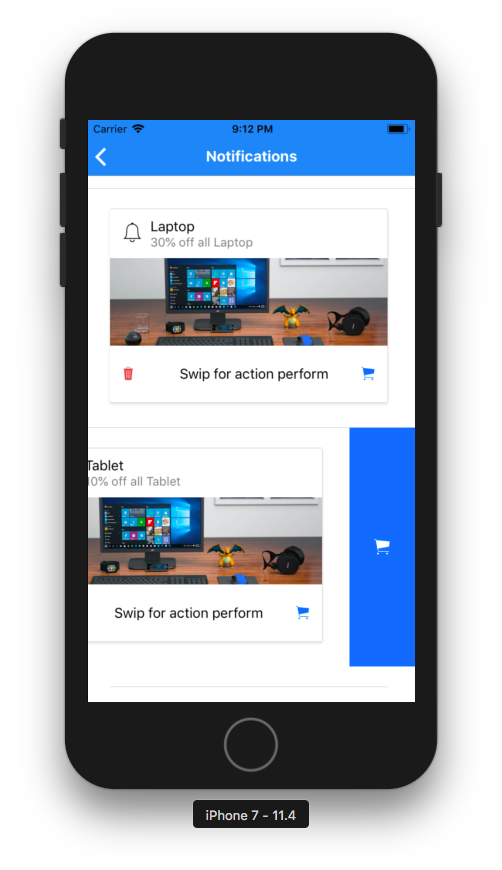 Carrier 9:12 PM
Notifications
Laptop
30% off all Laptop
Swip for action perform
Tablet
10% off all Tablet
Swip for action perform
iPhone 7 - 11.4